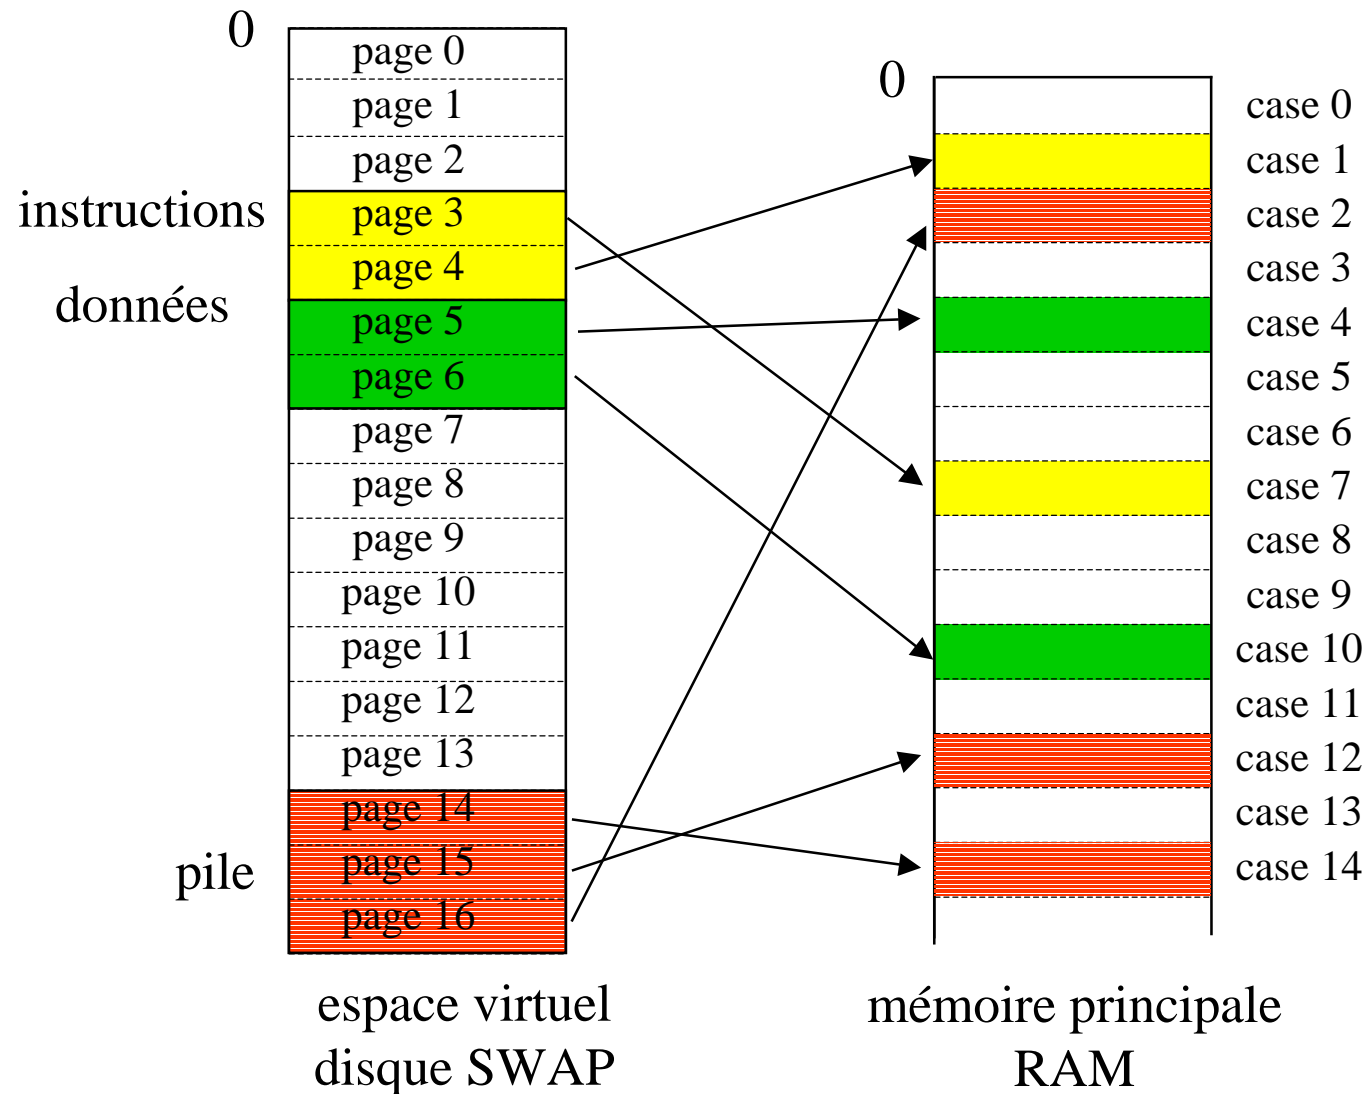 0
page 0
page 1
page 2
instructions
page 3
page 4
données
page 5
page 6
page 7
page 8
page 9
page 10
page 11
page 12
page 13
page 14
pile
page 15
page 16
espace virtuel
disque SWAP
0
case 0
case 1
case 2
case 3
case 4
case 5
case 6
case 7
case 8
case 9
case 10
case 11
case 12
case 13
case 14
mémoire principale
RAM